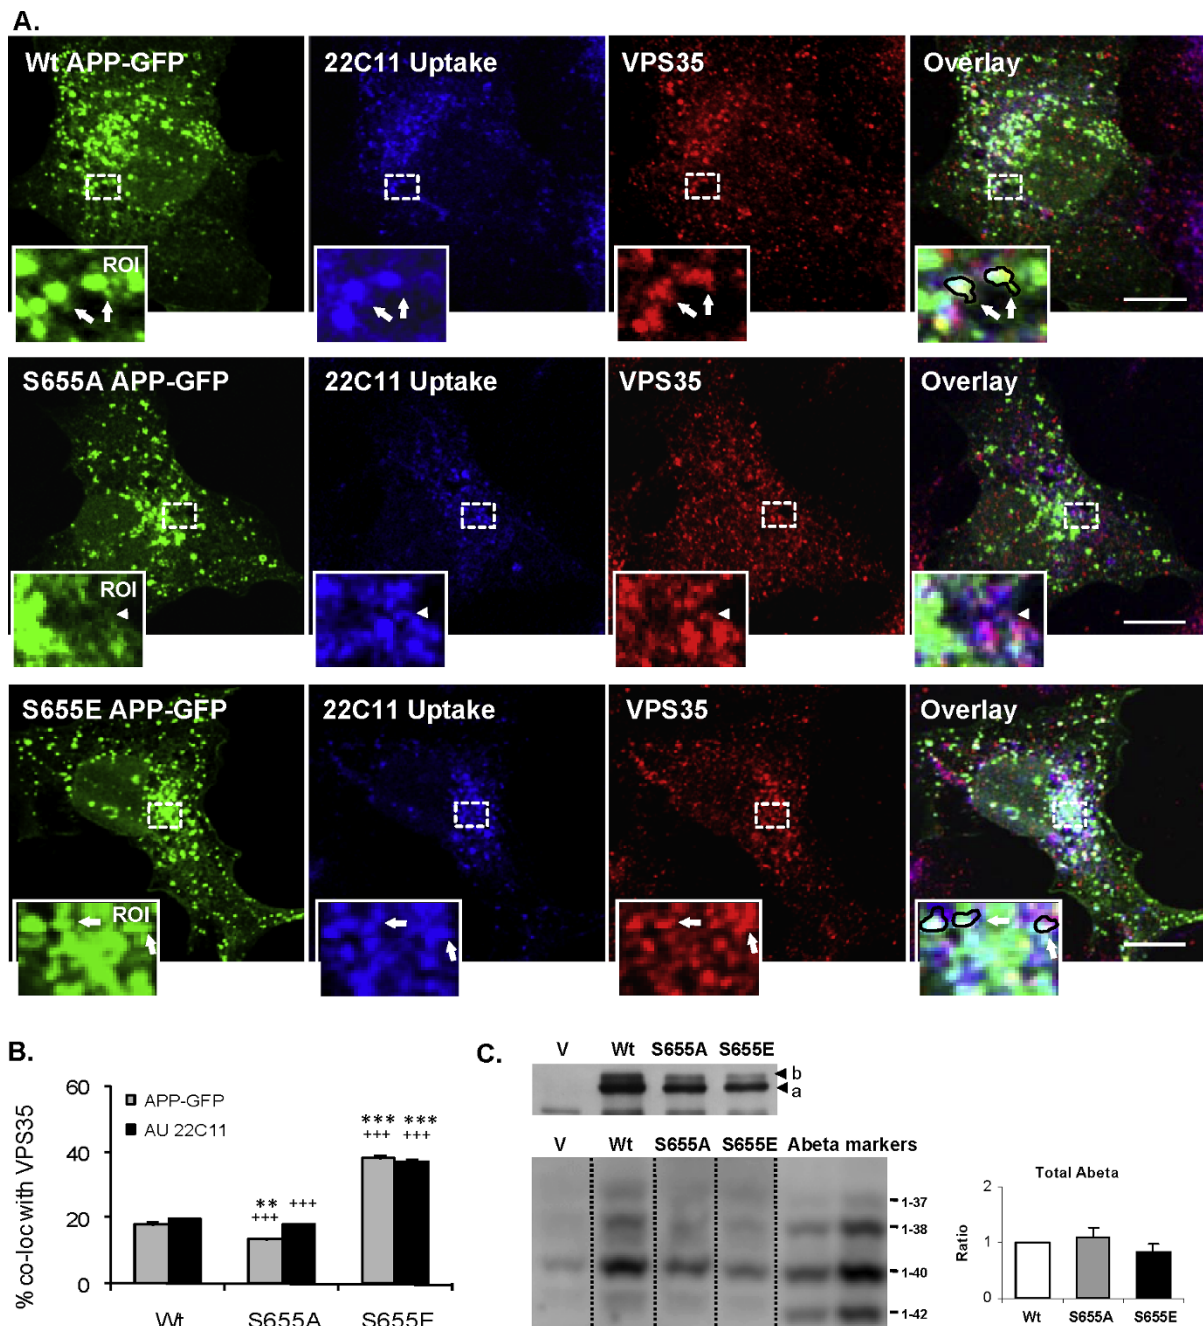 A.
Wt APP-GFP 22C11 Uptake VPS35 Overlay
ROI
S655A APP-GFP 22C11 Uptake VPS35 Overlay
ROI
S655E APP-GFP 22C11 Uptake VPS35 Overlay
ROI
B.
% co-loc with VPS35
60
40
20
0
APP-GFP
AU 22C11
** +++
+++
*** ***
+++ +++
Wt S655A S655E
C.
V Wt S655A S655E
b
a
V Wt S655A S655E Abeta markers
1-37
1-38
1-40
1-42
Total Abeta
Ratio
2
1
0
Wt S655A S655E